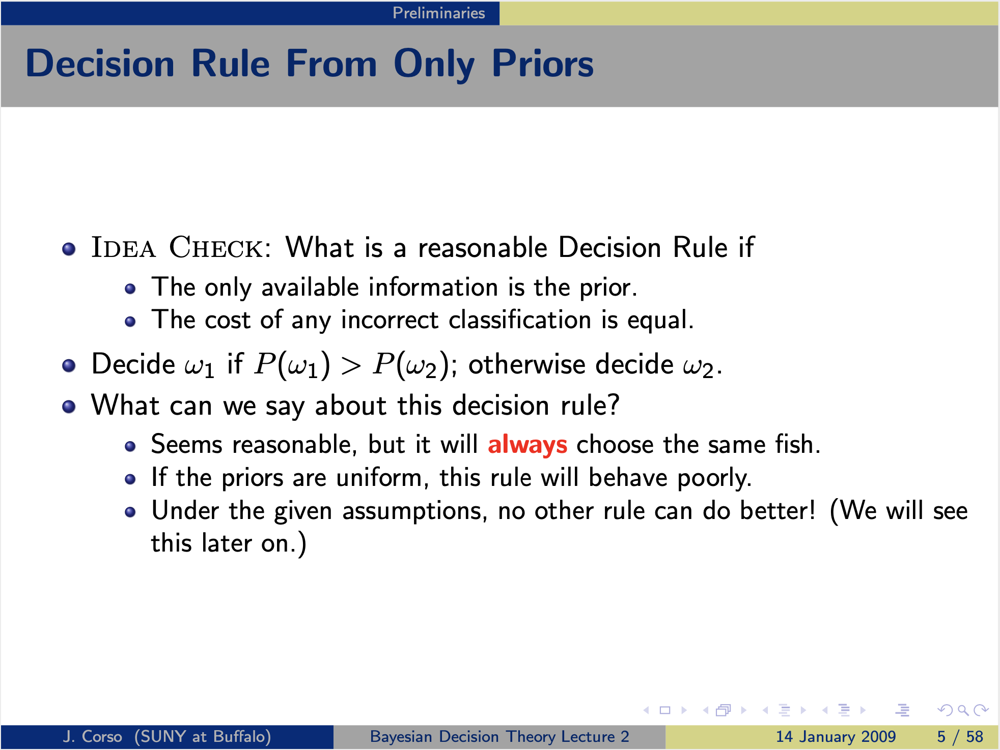 Preliminaries
Decision Rule From Only Priors
IDEA CHECK: What is a reasonable Decision Rule if
The only available information is the prior.
The cost of any incorrect classification is equal.
Decide ω₁ if P(ω₁) > P(ω₂); otherwise decide ω₂.
What can we say about this decision rule?
Seems reasonable, but it will always choose the same fish.
If the priors are uniform, this rule will behave poorly.
Under the given assumptions, no other rule can do better! (We will see
this later on.)
J. Corso (SUNY at Buffalo) Bayesian Decision Theory Lecture 2 14 January 2009 5 / 58